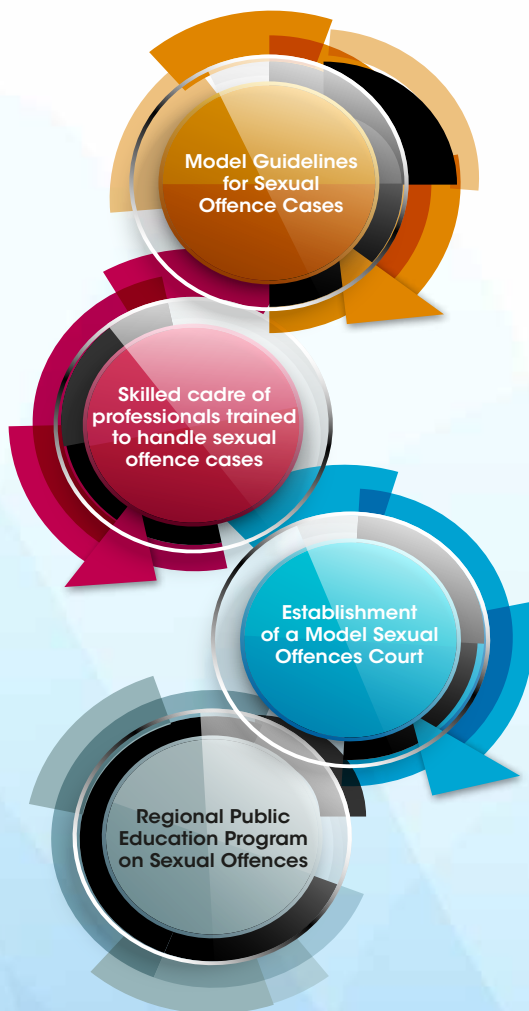 Model Guidelines
for Sexual
Offence Cases
Skilled cadre of
professionals trained
to handle sexual
offence cases
Establishment
of a Model Sexual
Offences Court
Regional Public
Education Program
on Sexual Offences